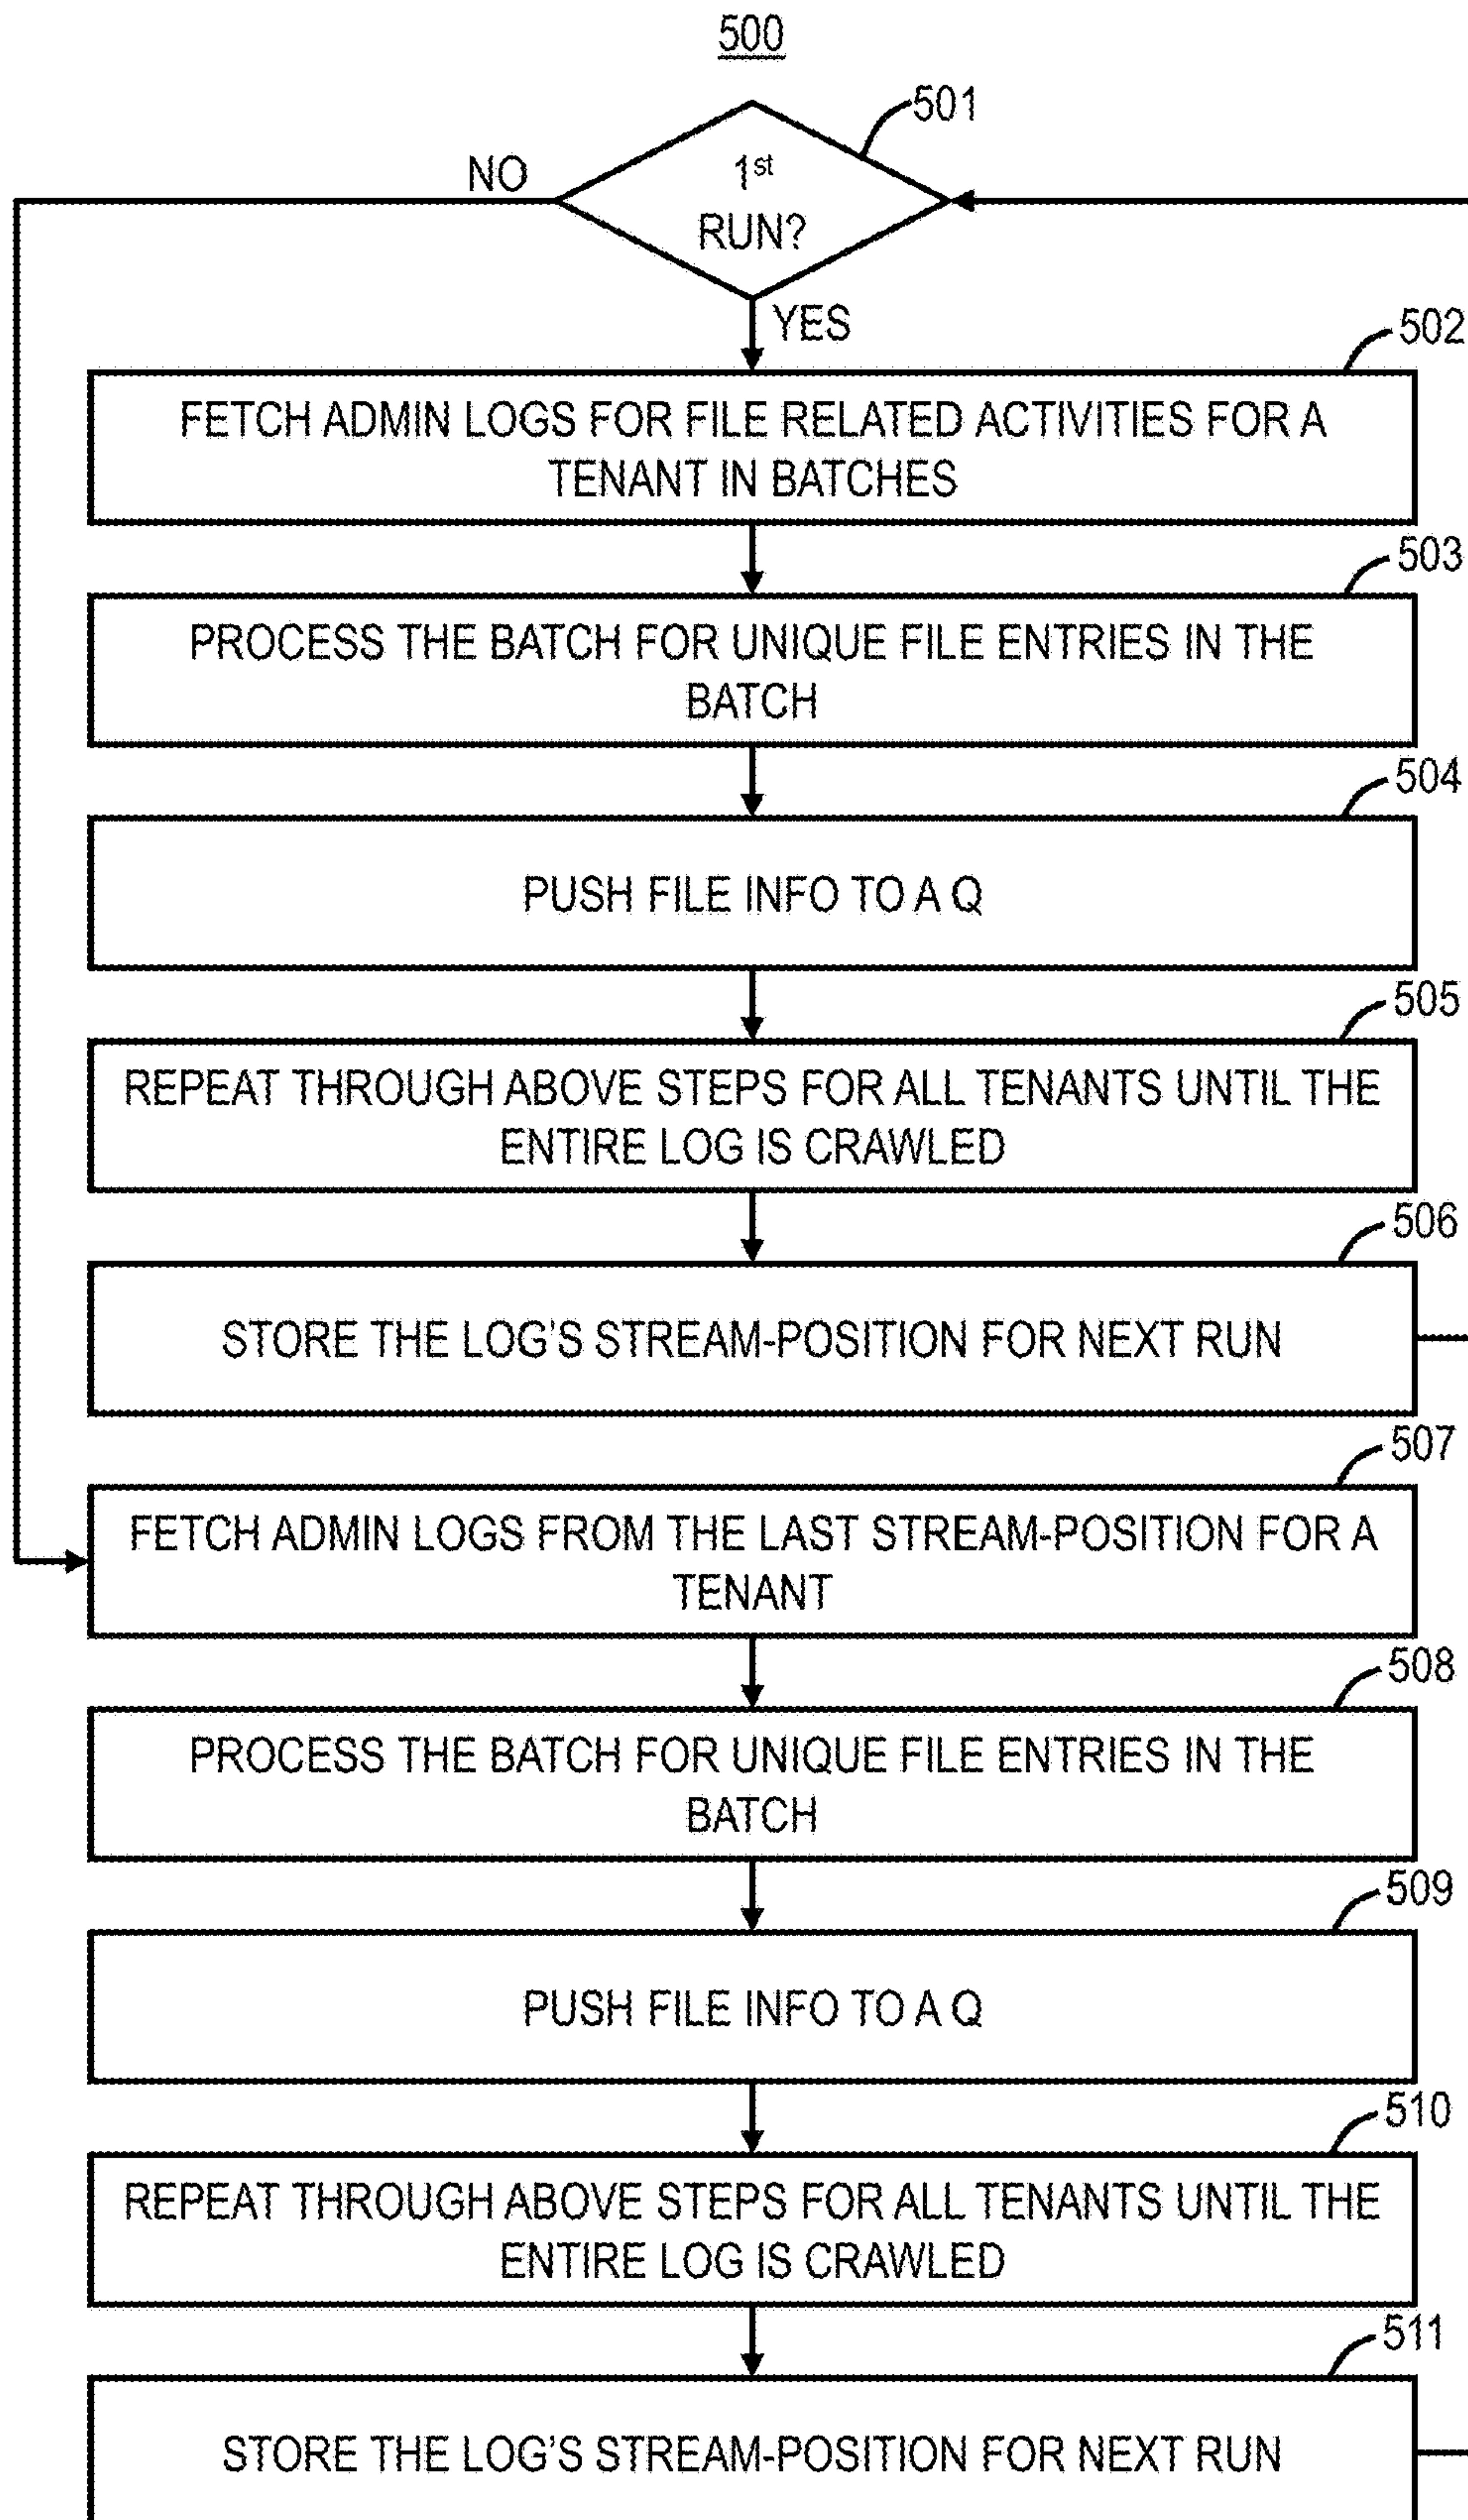 500
501
NO
1st
RUN?
YES
502
FETCH ADMIN LOGS FOR FILE RELATED ACTIVITIES FOR A
TENANT IN BATCHES
503
PROCESS THE BATCH FOR UNIQUE FILE ENTRIES IN THE
BATCH
504
PUSH FILE INFO TO A Q
505
REPEAT THROUGH ABOVE STEPS FOR ALL TENANTS UNTIL THE
ENTIRE LOG IS CRAWLED
506
STORE THE LOG'S STREAM-POSITION FOR NEXT RUN
507
FETCH ADMIN LOGS FROM THE LAST STREAM-POSITION FOR A
TENANT
508
PROCESS THE BATCH FOR UNIQUE FILE ENTRIES IN THE
BATCH
509
PUSH FILE INFO TO A Q
510
REPEAT THROUGH ABOVE STEPS FOR ALL TENANTS UNTIL THE
ENTIRE LOG IS CRAWLED
511
STORE THE LOG'S STREAM-POSITION FOR NEXT RUN